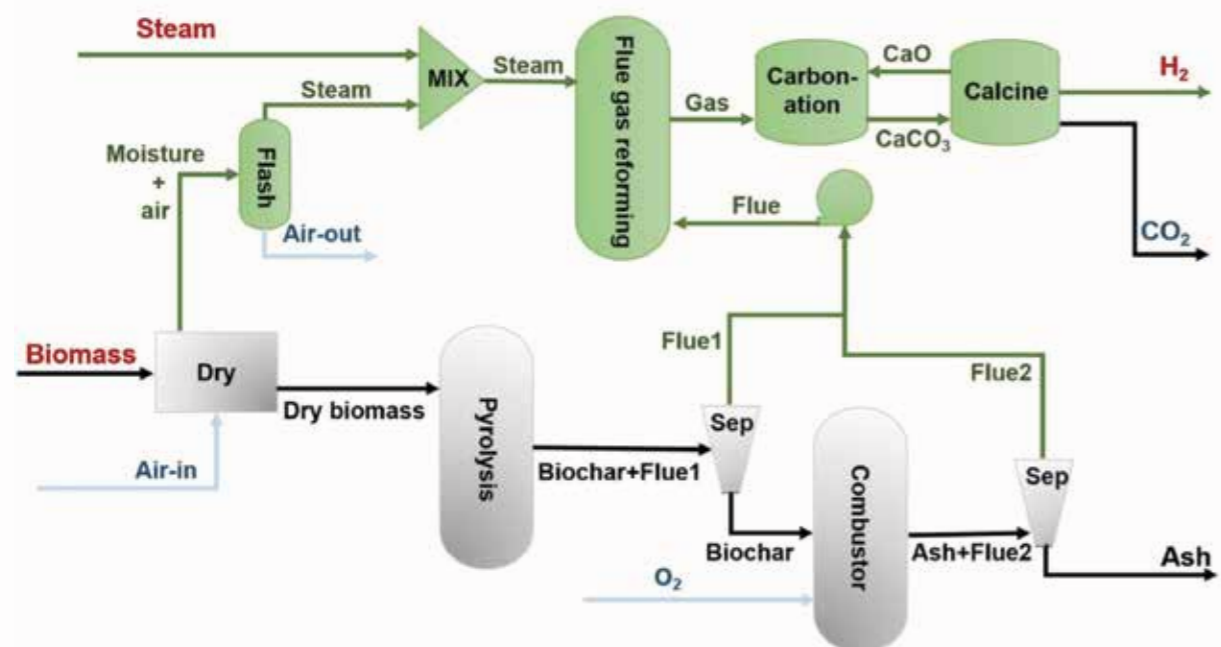 Steam
Steam
MIX
Steam
Flue gas reforming
Gas
Carbon-
ation
CaO
CaCO3
Calcine
H2
CO2
Moisture
+
air
Flash
Air-out
Flue
Biomass
Dry
Dry biomass
Air-in
Pyrolysis
Biochar+Flue1
Flue1
Sep
Biochar
Combustor
O2
Ash+Flue2
Flue2
Sep
Ash